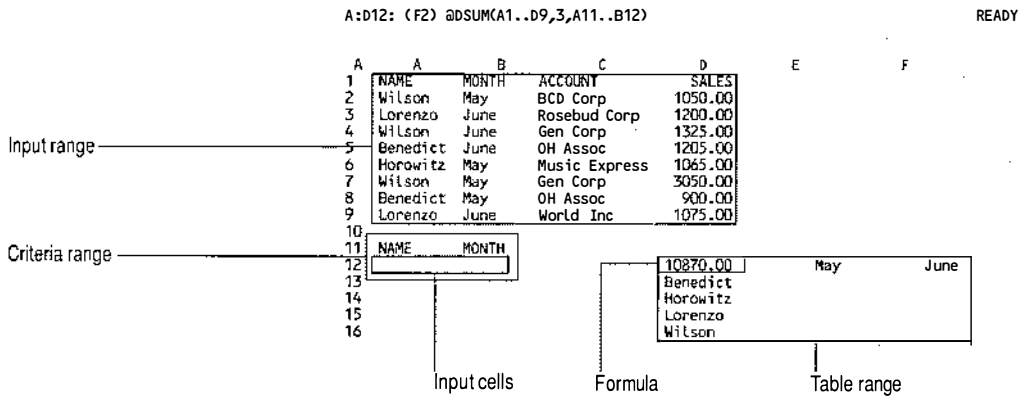 A:D12: (F2) @DSUM(A1..D9,3,A11..B12) READY
A A B C D E F
1 NAME MONTH ACCOUNT SALES
2 Wilson May BCD Corp 1050.00
3 Lorenzo June Rosebud Corp 1200.00
4 Wilson June Gen Corp 1325.00
Input range 5 Benedict June OH Assoc 1205.00
6 Horowitz May Music Express 1065.00
7 Wilson May Gen Corp 3050.00
8 Benedict May OH Assoc 900.00
9 Lorenzo June World Inc 1075.00
10
Criteria range 11 NAME MONTH
12 10870.00 May June
13 Benedict
14 Horowitz
15 Lorenzo
16 Wilson
Input cells Formula Table range